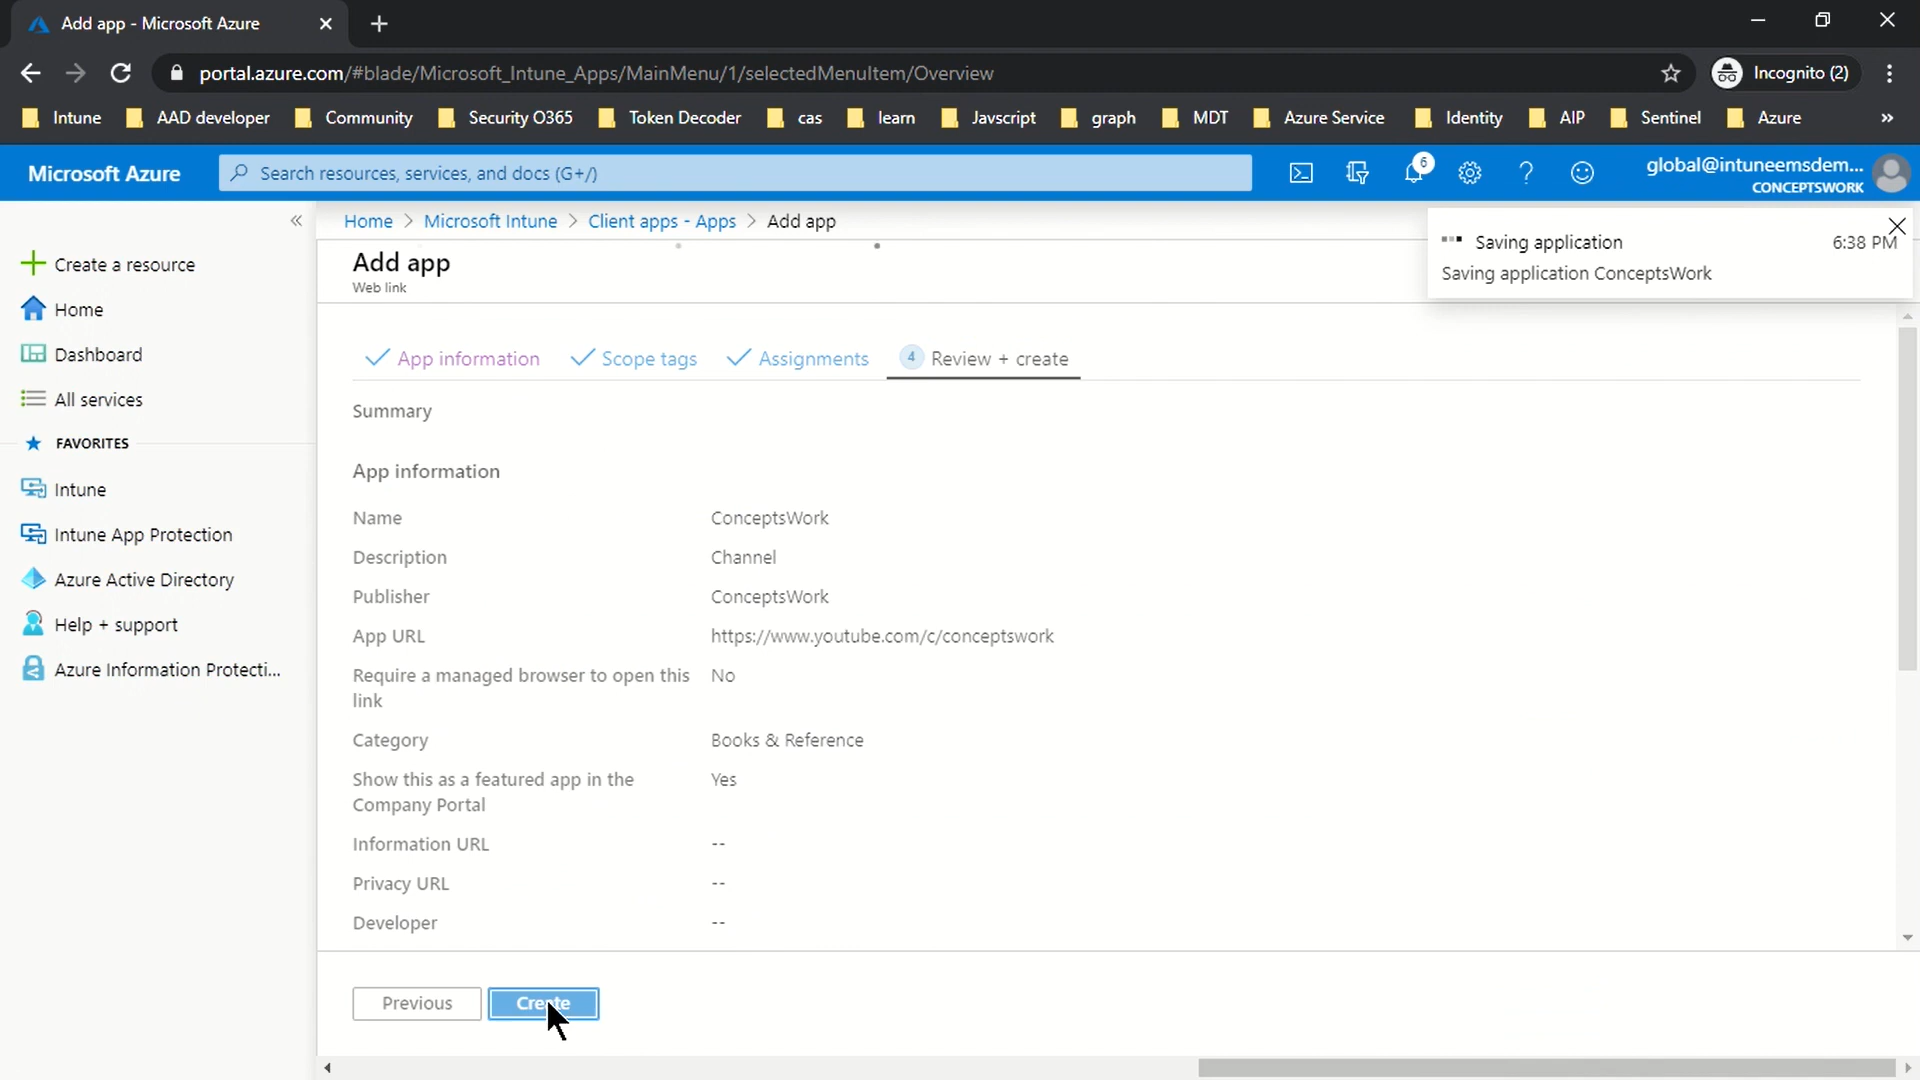 Add app - Microsoft Azure
portal.azure.com/#blade/Microsoft_Intune_Apps/MainMenu/1/selectedMenuItem/Overview
Incognito (2)
Intune
AAD developer
Community
Security O365
Token Decoder
cas
learn
Javscript
graph
MDT
Azure Service
Identity
AIP
Sentinel
Azure
»
Microsoft Azure
Search resources, services, and docs (G+/)
6
global@intuneemsdem...
CONCEPTSWORK
«
Create a resource
Home
Dashboard
All services
FAVORITES
Intune
Intune App Protection
Azure Active Directory
Help + support
Azure Information Protecti...
Home > Microsoft Intune > Client apps - Apps > Add app
Add app
Web link
Saving application 6:38 PM
Saving application ConceptsWork
App information
Scope tags
Assignments
4 Review + create
Summary
App information
Name ConceptsWork
Description Channel
Publisher ConceptsWork
App URL https://www.youtube.com/c/conceptswork
Require a managed browser to open this No
link
Category Books & Reference
Show this as a featured app in the Yes
Company Portal
Information URL --
Privacy URL --
Developer --
Previous
Create